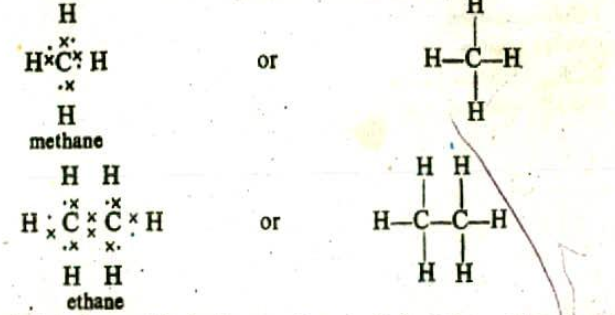 H H
H C H or H–C–H
H H
methane
H H H H
H C C H or H–C–C–H
H H H H
ethane